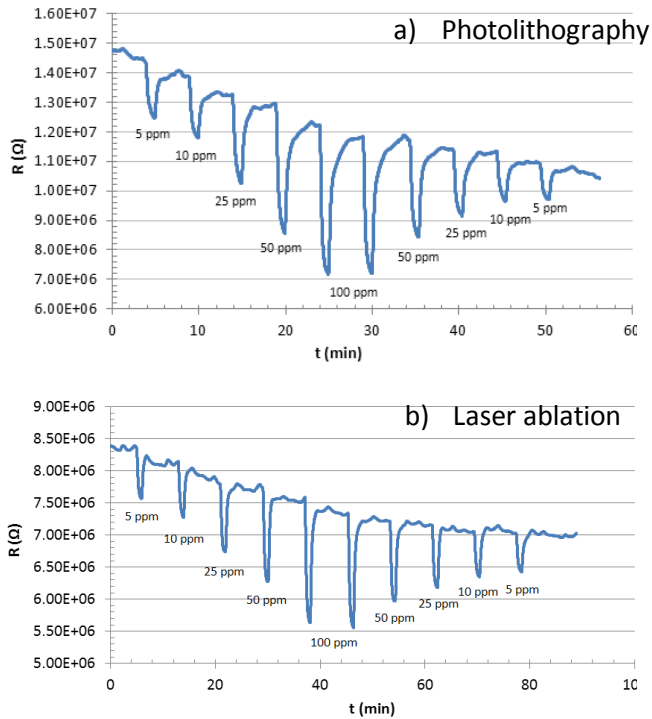 a) Photolithography
1.60E+07
1.50E+07
1.40E+07
1.30E+07
1.20E+07
1.10E+07
1.00E+07
9.00E+06
8.00E+06
7.00E+06
6.00E+06
R (Ω)
5 ppm
10 ppm
25 ppm
50 ppm
100 ppm
50 ppm
25 ppm
10 ppm
5 ppm
0 10 20 30 40 50 60
t (min)
b) Laser ablation
9.00E+06
8.50E+06
8.00E+06
7.50E+06
7.00E+06
6.50E+06
6.00E+06
5.50E+06
5.00E+06
R (Ω)
5 ppm
10 ppm
25 ppm
50 ppm
100 ppm
50 ppm
25 ppm
10 ppm
5 ppm
0 20 40 60 80 10
t (min)